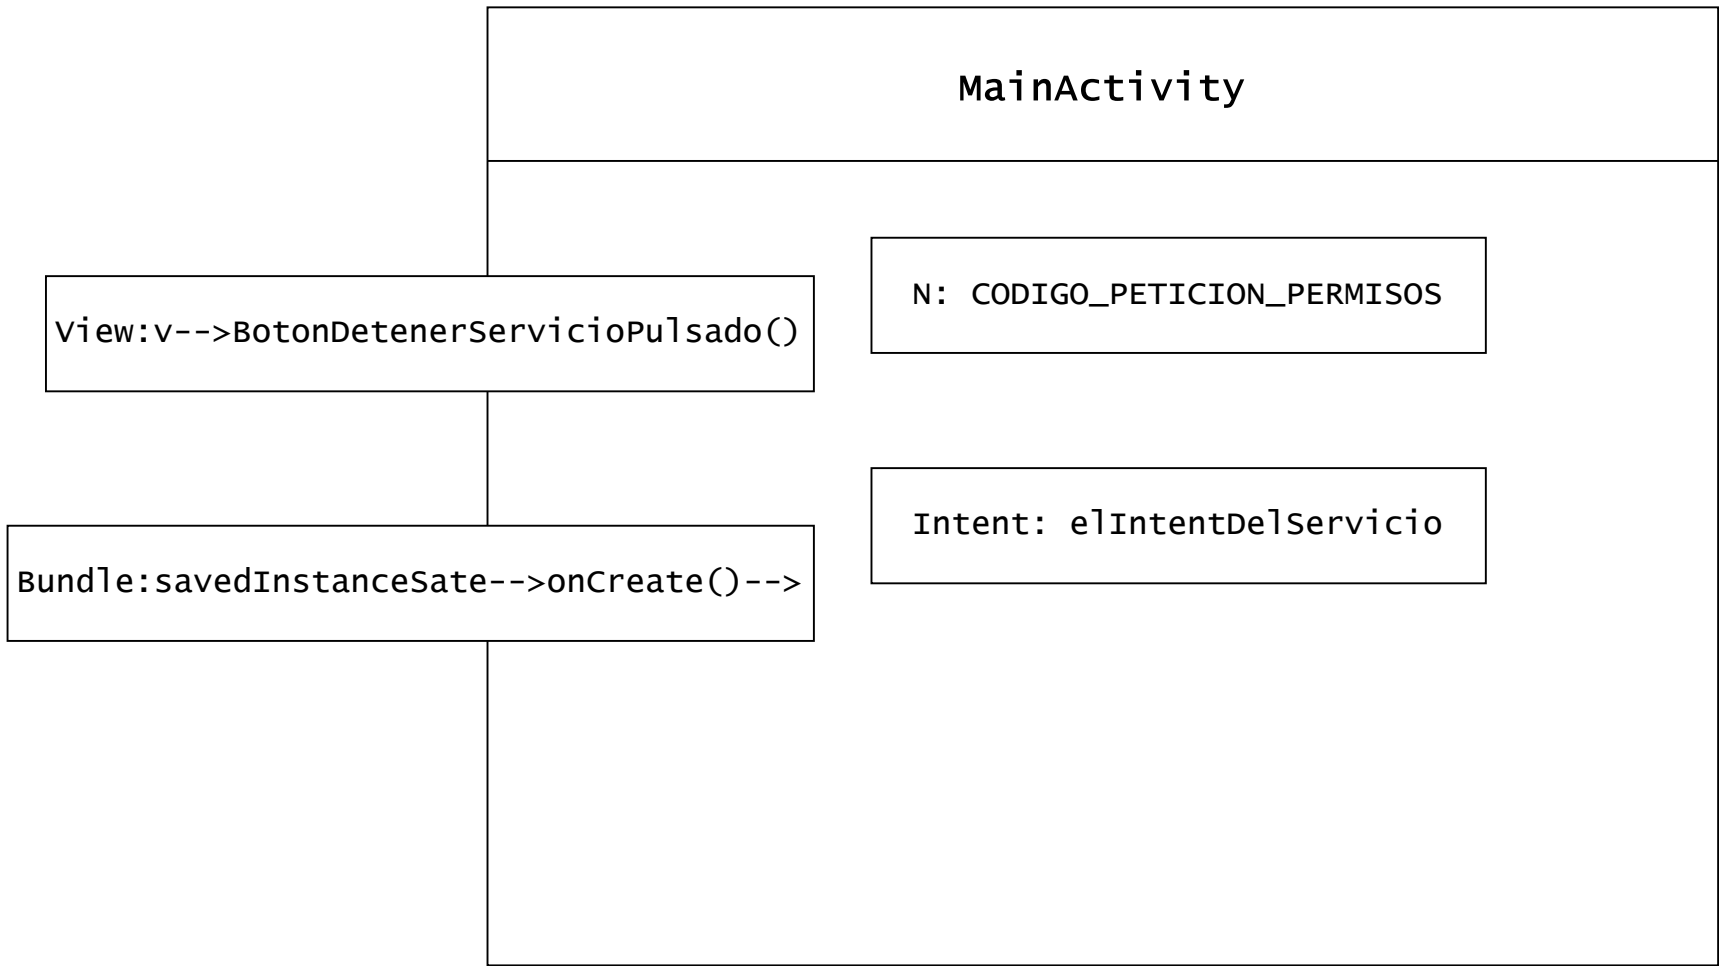 MainActivity
N: CODIGO_PETICION_PERMISOS
View:v-->BotonDetenerServicioPulsado()
Intent: elIntentDelServicio
Bundle:savedInstanceSate-->onCreate()-->